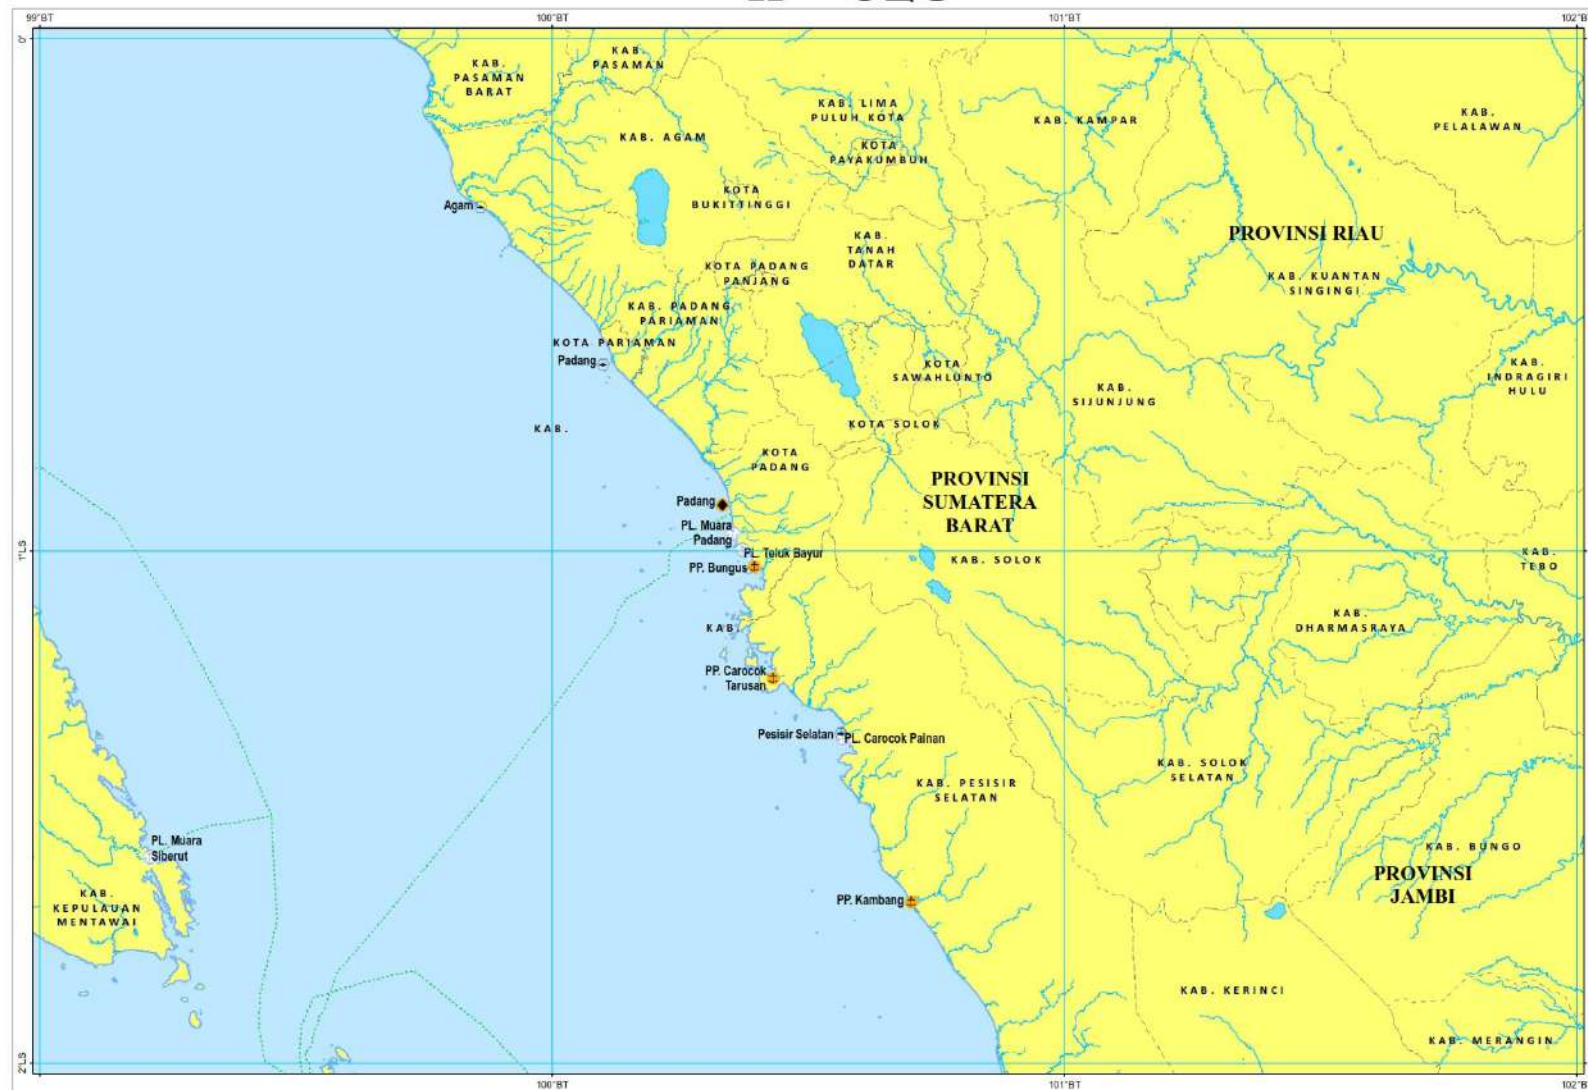 99°BT
100°BT
101°BT
102°B
0°
KAB.
PASAMAN
BARAT
KAB.
PASAMAN
KAB. LIMA
PULUH KOTA
KAB. KAMPAR
KAB.
PELALAWAN
KAB. AGAM
KOTA
PAYAKUMBUH
KOTA
BUKITTINGGI
Agam
KAB.
TANAH
DATAR
PROVINSI RIAU
KOTA PADANG
PANJANG
KAB. KUANTAN
SINGINGI
KAB. PADANG
PARIAMAN
KOTA PARIAMAN
Padang
KOTA
SAWAHLUNTO
KAB.
SIJUNJUNG
KAB.
INDRAGIRI
HULU
KAB.
KOTA SOLOK
KOTA
PADANG
PROVINSI
SUMATERA
BARAT
Padang
PL. Muara
Padang
1°LS
PL. Teluk Bayur
PP. Bungus
KAB. SOLOK
KAB.
TEBO
KAB.
KAB.
DHARMASRAYA
PP. Carocok
Tarusan
Pesisir Selatan
PL. Carocok Painan
KAB. SOLOK
SELATAN
KAB. PESISIR
SELATAN
PL. Muara
Siberut
KAB. BUNGO
PROVINSI
JAMBI
KAB.
KEPULAUAN
MENTAWAI
PP. Kambang
KAB. KERINCI
KAB. MERANGIN
2°LS
100°BT
101°BT
102°B